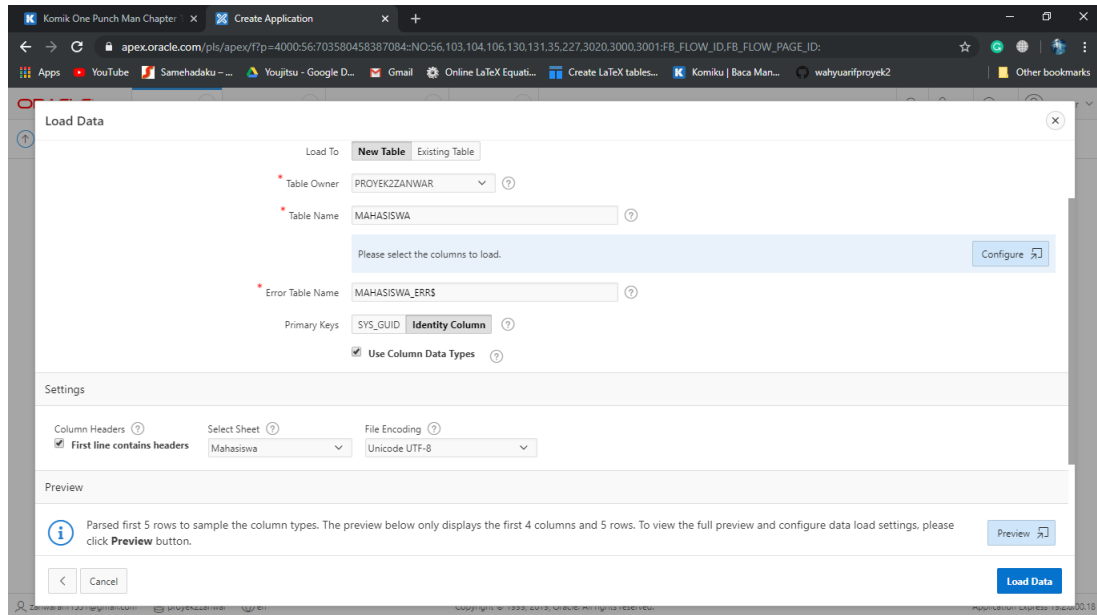 Komik One Punch Man Chapter
Create Application
apex.oracle.com/pls/apex/f?p=4000:56:703580458387084::NO:56,103,104,106,130,131,35,227,3020,3000,3001:FB_FLOW_ID,FB_FLOW_PAGE_ID:
Apps YouTube Samehadaku – ... Youjitsu - Google D... Gmail Online LaTeX Equati... Create LaTeX tables... Komiku | Baca Man... wahyuarifproyek2 Other bookmarks
Load Data
Load To New Table Existing Table
* Table Owner PROYEK2ZANWAR
* Table Name MAHASISWA
Please select the columns to load. Configure
* Error Table Name MAHASISWA_ERR$
Primary Keys SYS_GUID Identity Column
Use Column Data Types
Settings
Column Headers Select Sheet File Encoding
First line contains headers Mahasiswa Unicode UTF-8
Preview
Parsed first 5 rows to sample the column types. The preview below only displays the first 4 columns and 5 rows. To view the full preview and configure data load settings, please
click Preview button. Preview
Cancel Load Data